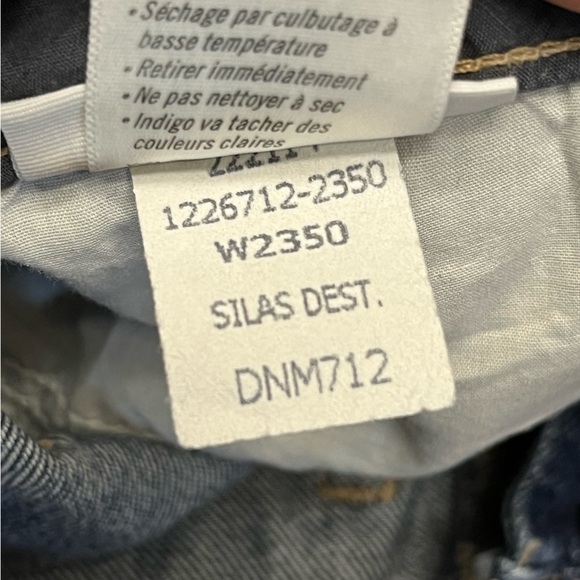 • Séchage par culbutage à
basse température
• Retirer immédiatement
• Ne pas nettoyer à sec
• Indigo va tacher des
couleurs claires
1226712-2350
W2350
SILAS DEST.
DNM712